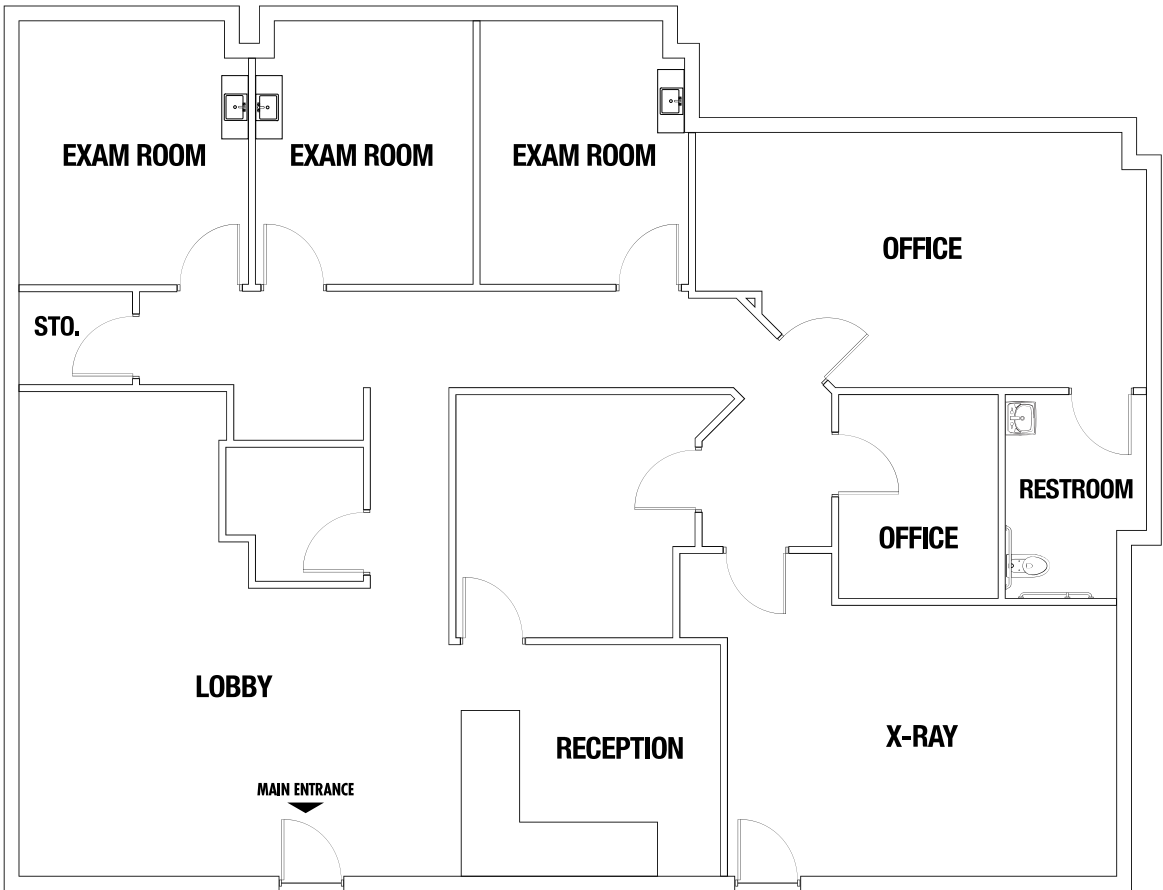 EXAM ROOM
EXAM ROOM
EXAM ROOM
OFFICE
STO.
RESTROOM
OFFICE
LOBBY
X-RAY
RECEPTION
MAIN ENTRANCE